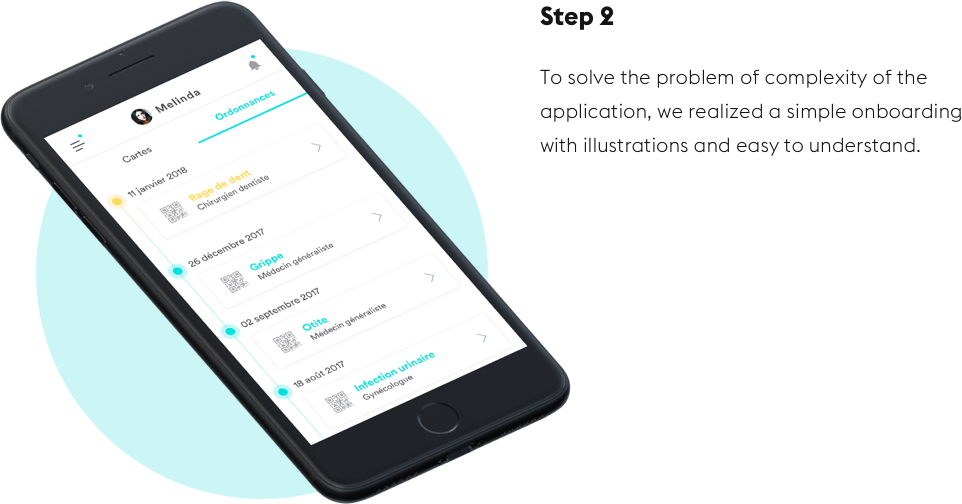 Melinda
Cartes
Ordonnances
11 janvier 2018
Rage de dent
Chirurgien dentiste
26 décembre 2017
Grippe
Médecin généraliste
02 septembre 2017
Otite
Médecin généraliste
18 août 2017
Infection urinaire
Gynécologue
Step 2
To solve the problem of complexity of the
application, we realized a simple onboarding
with illustrations and easy to understand.